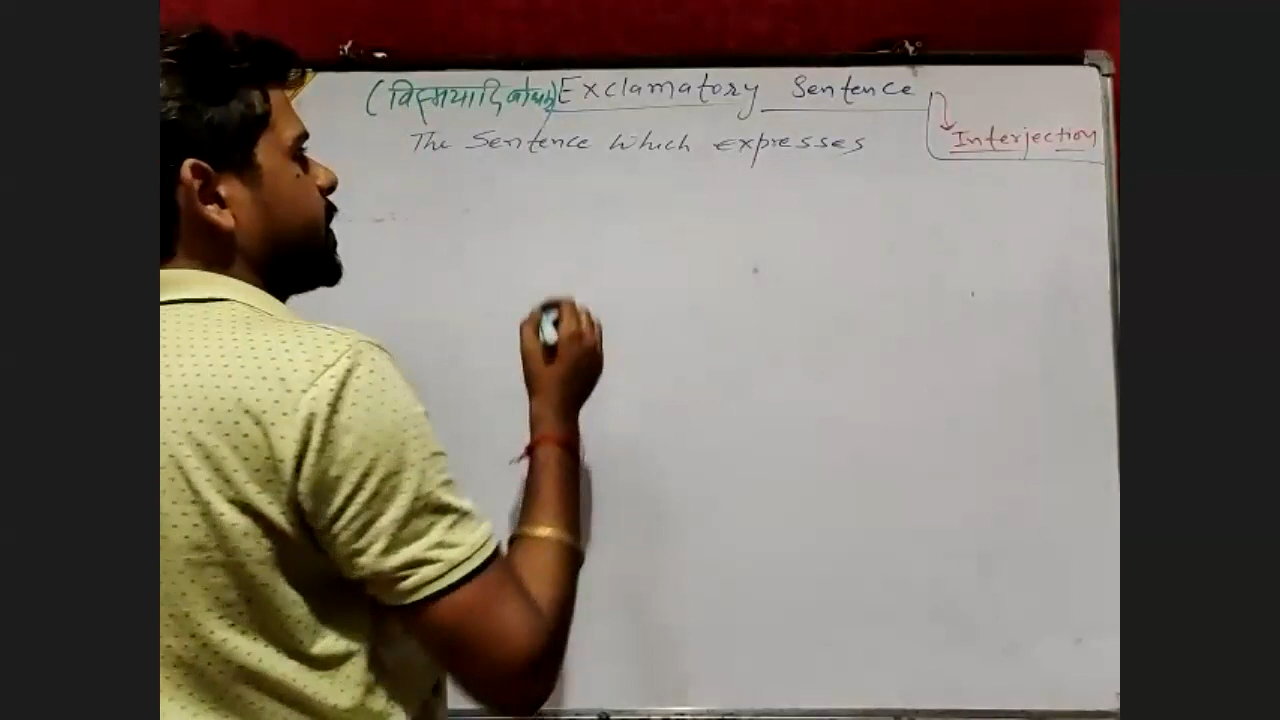 (विस्मयादिबोधक) Exclamatory Sentence
Interjection
The Sentence which expresses